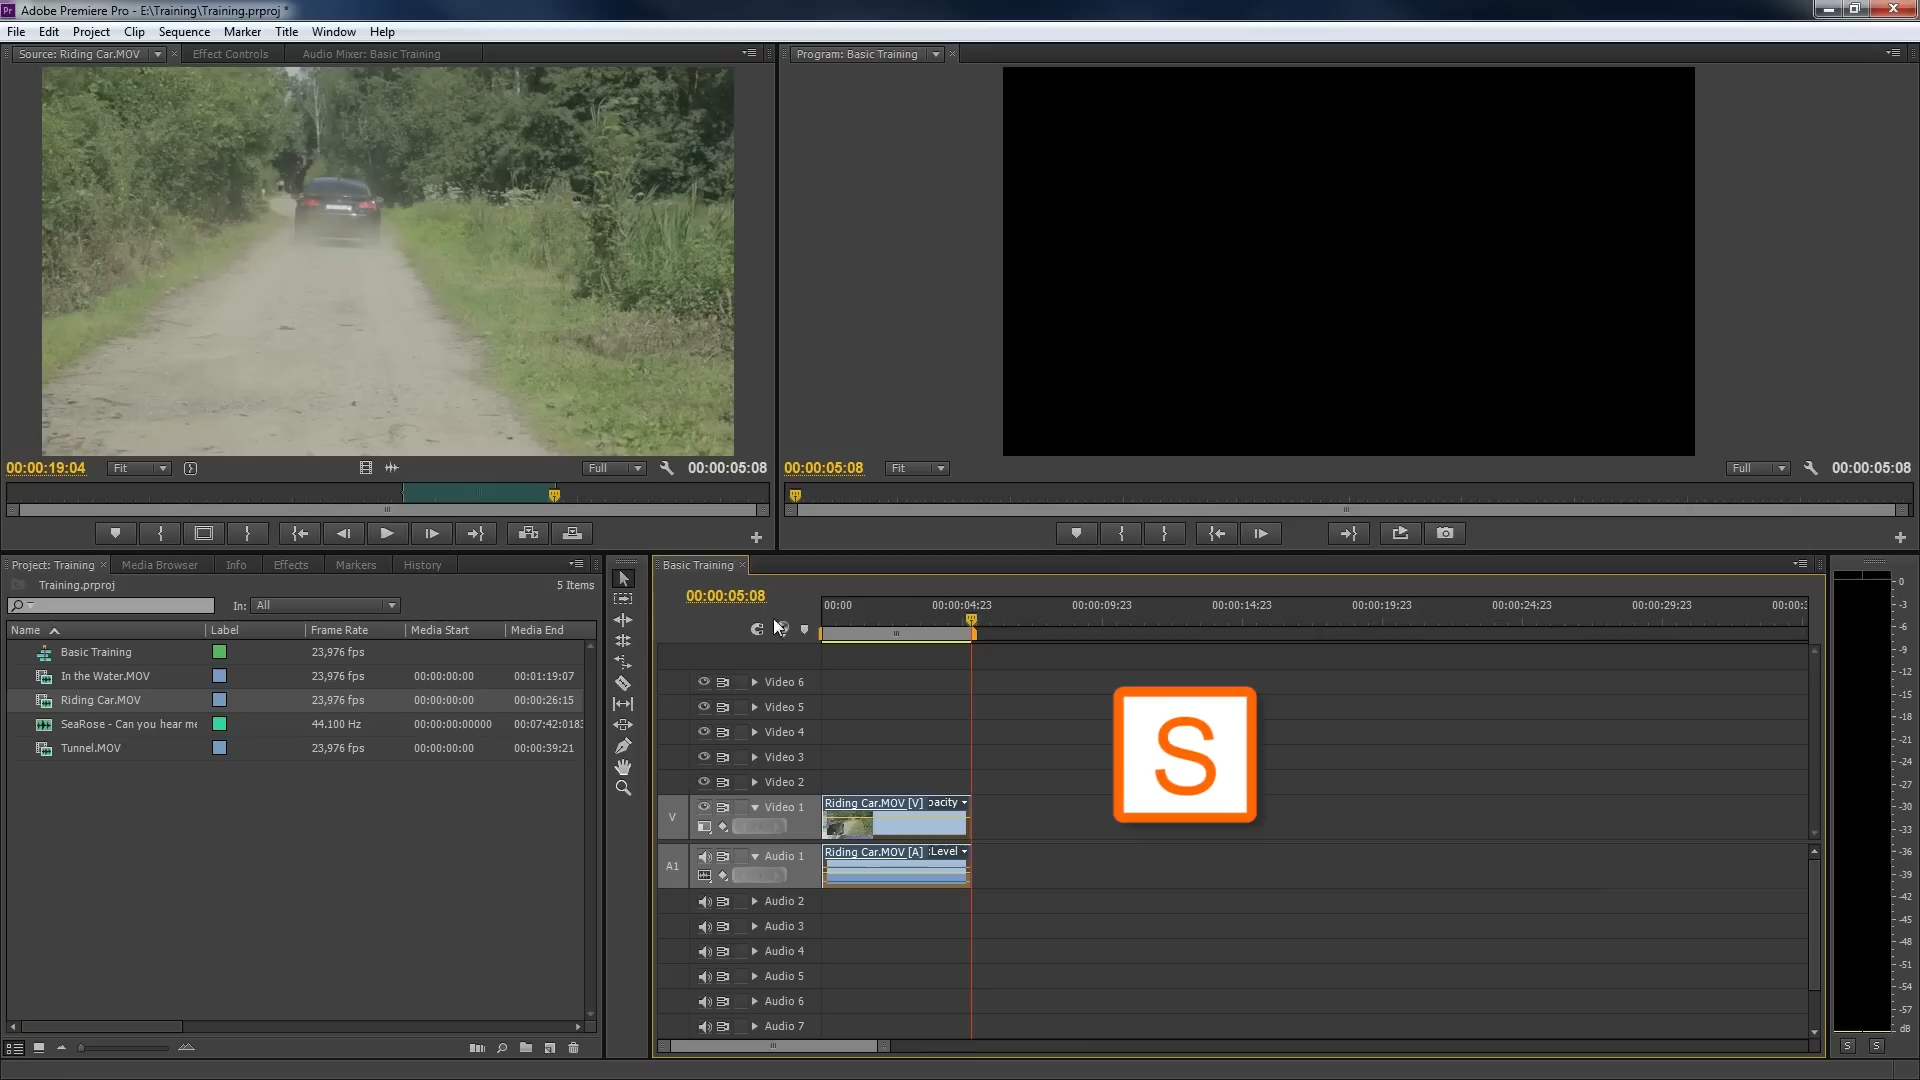 Pr Adobe Premiere Pro - E:\Training\Training.prproj *
File Edit Project Clip Sequence Marker Title Window Help
Source: Riding Car.MOV Effect Controls Audio Mixer: Basic Training
Program: Basic Training
00:00:19:04 Fit Full 00:00:05:08
00:00:05:08 Fit Full 00:00:05:08
Project: Training Media Browser Info Effects Markers History
Training.prproj 5 Items
In: All
Name Label Frame Rate Media Start Media End
Basic Training 23,976 fps
In the Water.MOV 23,976 fps 00:00:00:00 00:01:19:07
Riding Car.MOV 23,976 fps 00:00:00:00 00:00:26:15
SeaRose - Can you hear me 44.100 Hz 00:00:00:00000 00:07:42:0183
Tunnel.MOV 23,976 fps 00:00:00:00 00:00:39:21
Basic Training
00:00:05:08
00:00 00:00:04:23 00:00:09:23 00:00:14:23 00:00:19:23 00:00:24:23 00:00:29:23 00:00:3
Video 6
Video 5
Video 4
Video 3
Video 2
V Video 1 Riding Car.MOV [V] pacity
A1 Audio 1 Riding Car.MOV [A] :Level
Audio 2
Audio 3
Audio 4
Audio 5
Audio 6
Audio 7
S
0
-3
-6
-9
-12
-15
-18
-21
-24
-27
-30
-33
-36
-39
-42
-45
-48
-51
-54
-57
dB
S S